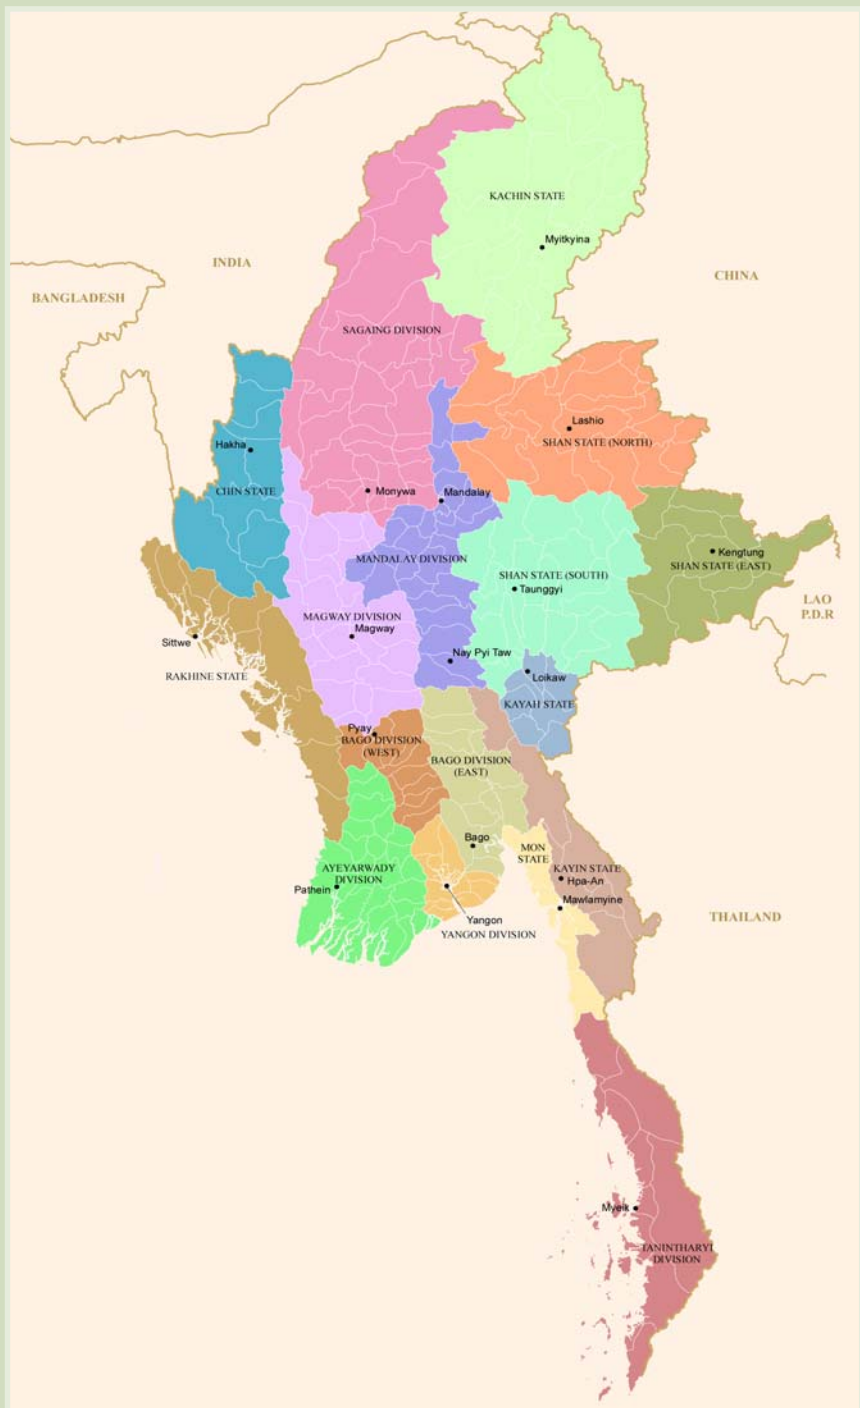 KACHIN STATE
Myitkyina
INDIA
CHINA
BANGLADESH
SAGAING DIVISION
Lashio
SHAN STATE (NORTH)
Hakha
CHIN STATE
Monywa
Mandalay
MANDALAY DIVISION
Kengtung
SHAN STATE (EAST)
SHAN STATE (SOUTH)
Taunggyi
LAO
P.D.R
MAGWAY DIVISION
Magway
Sittwe
RAKHINE STATE
Nay Pyi Taw
Loikaw
KAYAH STATE
Pyay
BAGO DIVISION
(WEST)
BAGO DIVISION
(EAST)
Bago
MON
STATE
KAYIN STATE
Hpa-An
AYEYARWADY
DIVISION
Pathein
Mawlamyine
Yangon
YANGON DIVISION
THAILAND
Myeik
TANINTHARYI
DIVISION